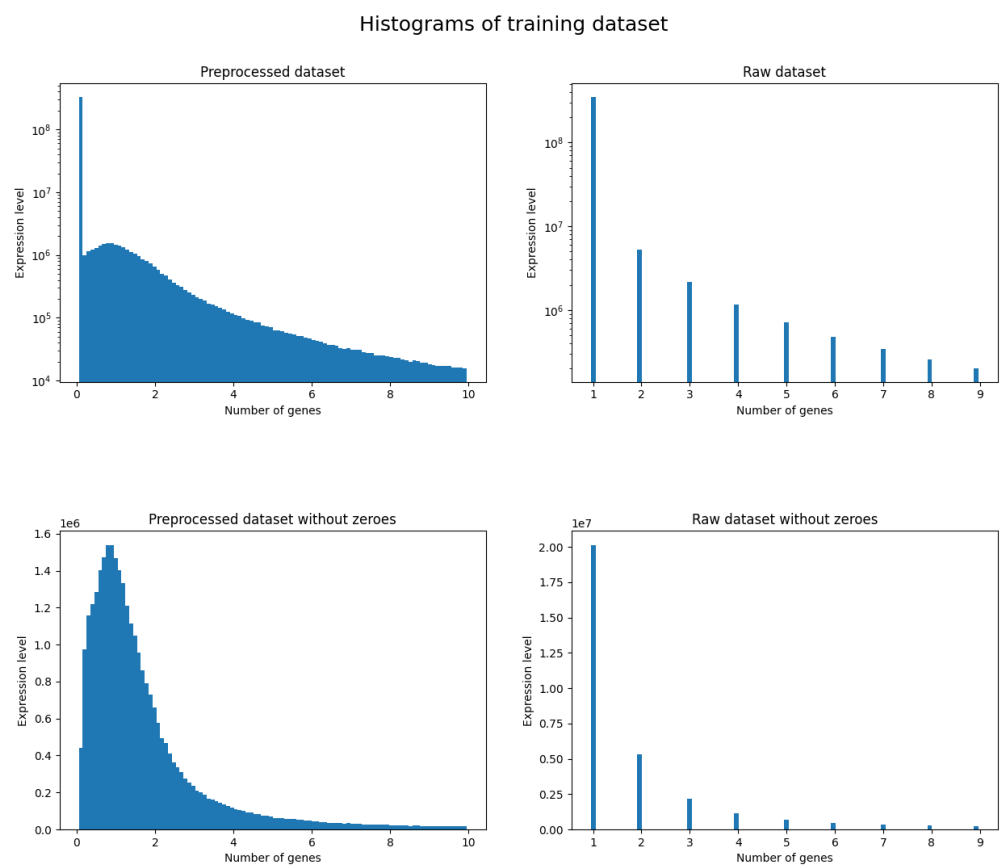 Histograms of training dataset
Preprocessed dataset
Expression level
10^8
10^7
10^6
10^5
10^4
0 2 4 6 8 10
Number of genes
Raw dataset
Expression level
10^8
10^7
10^6
1 2 3 4 5 6 7 8 9
Number of genes
Preprocessed dataset without zeroes
1e6
Expression level
1.6
1.4
1.2
1.0
0.8
0.6
0.4
0.2
0.0
0 2 4 6 8 10
Number of genes
Raw dataset without zeroes
1e7
Expression level
2.00
1.75
1.50
1.25
1.00
0.75
0.50
0.25
0.00
1 2 3 4 5 6 7 8 9
Number of genes